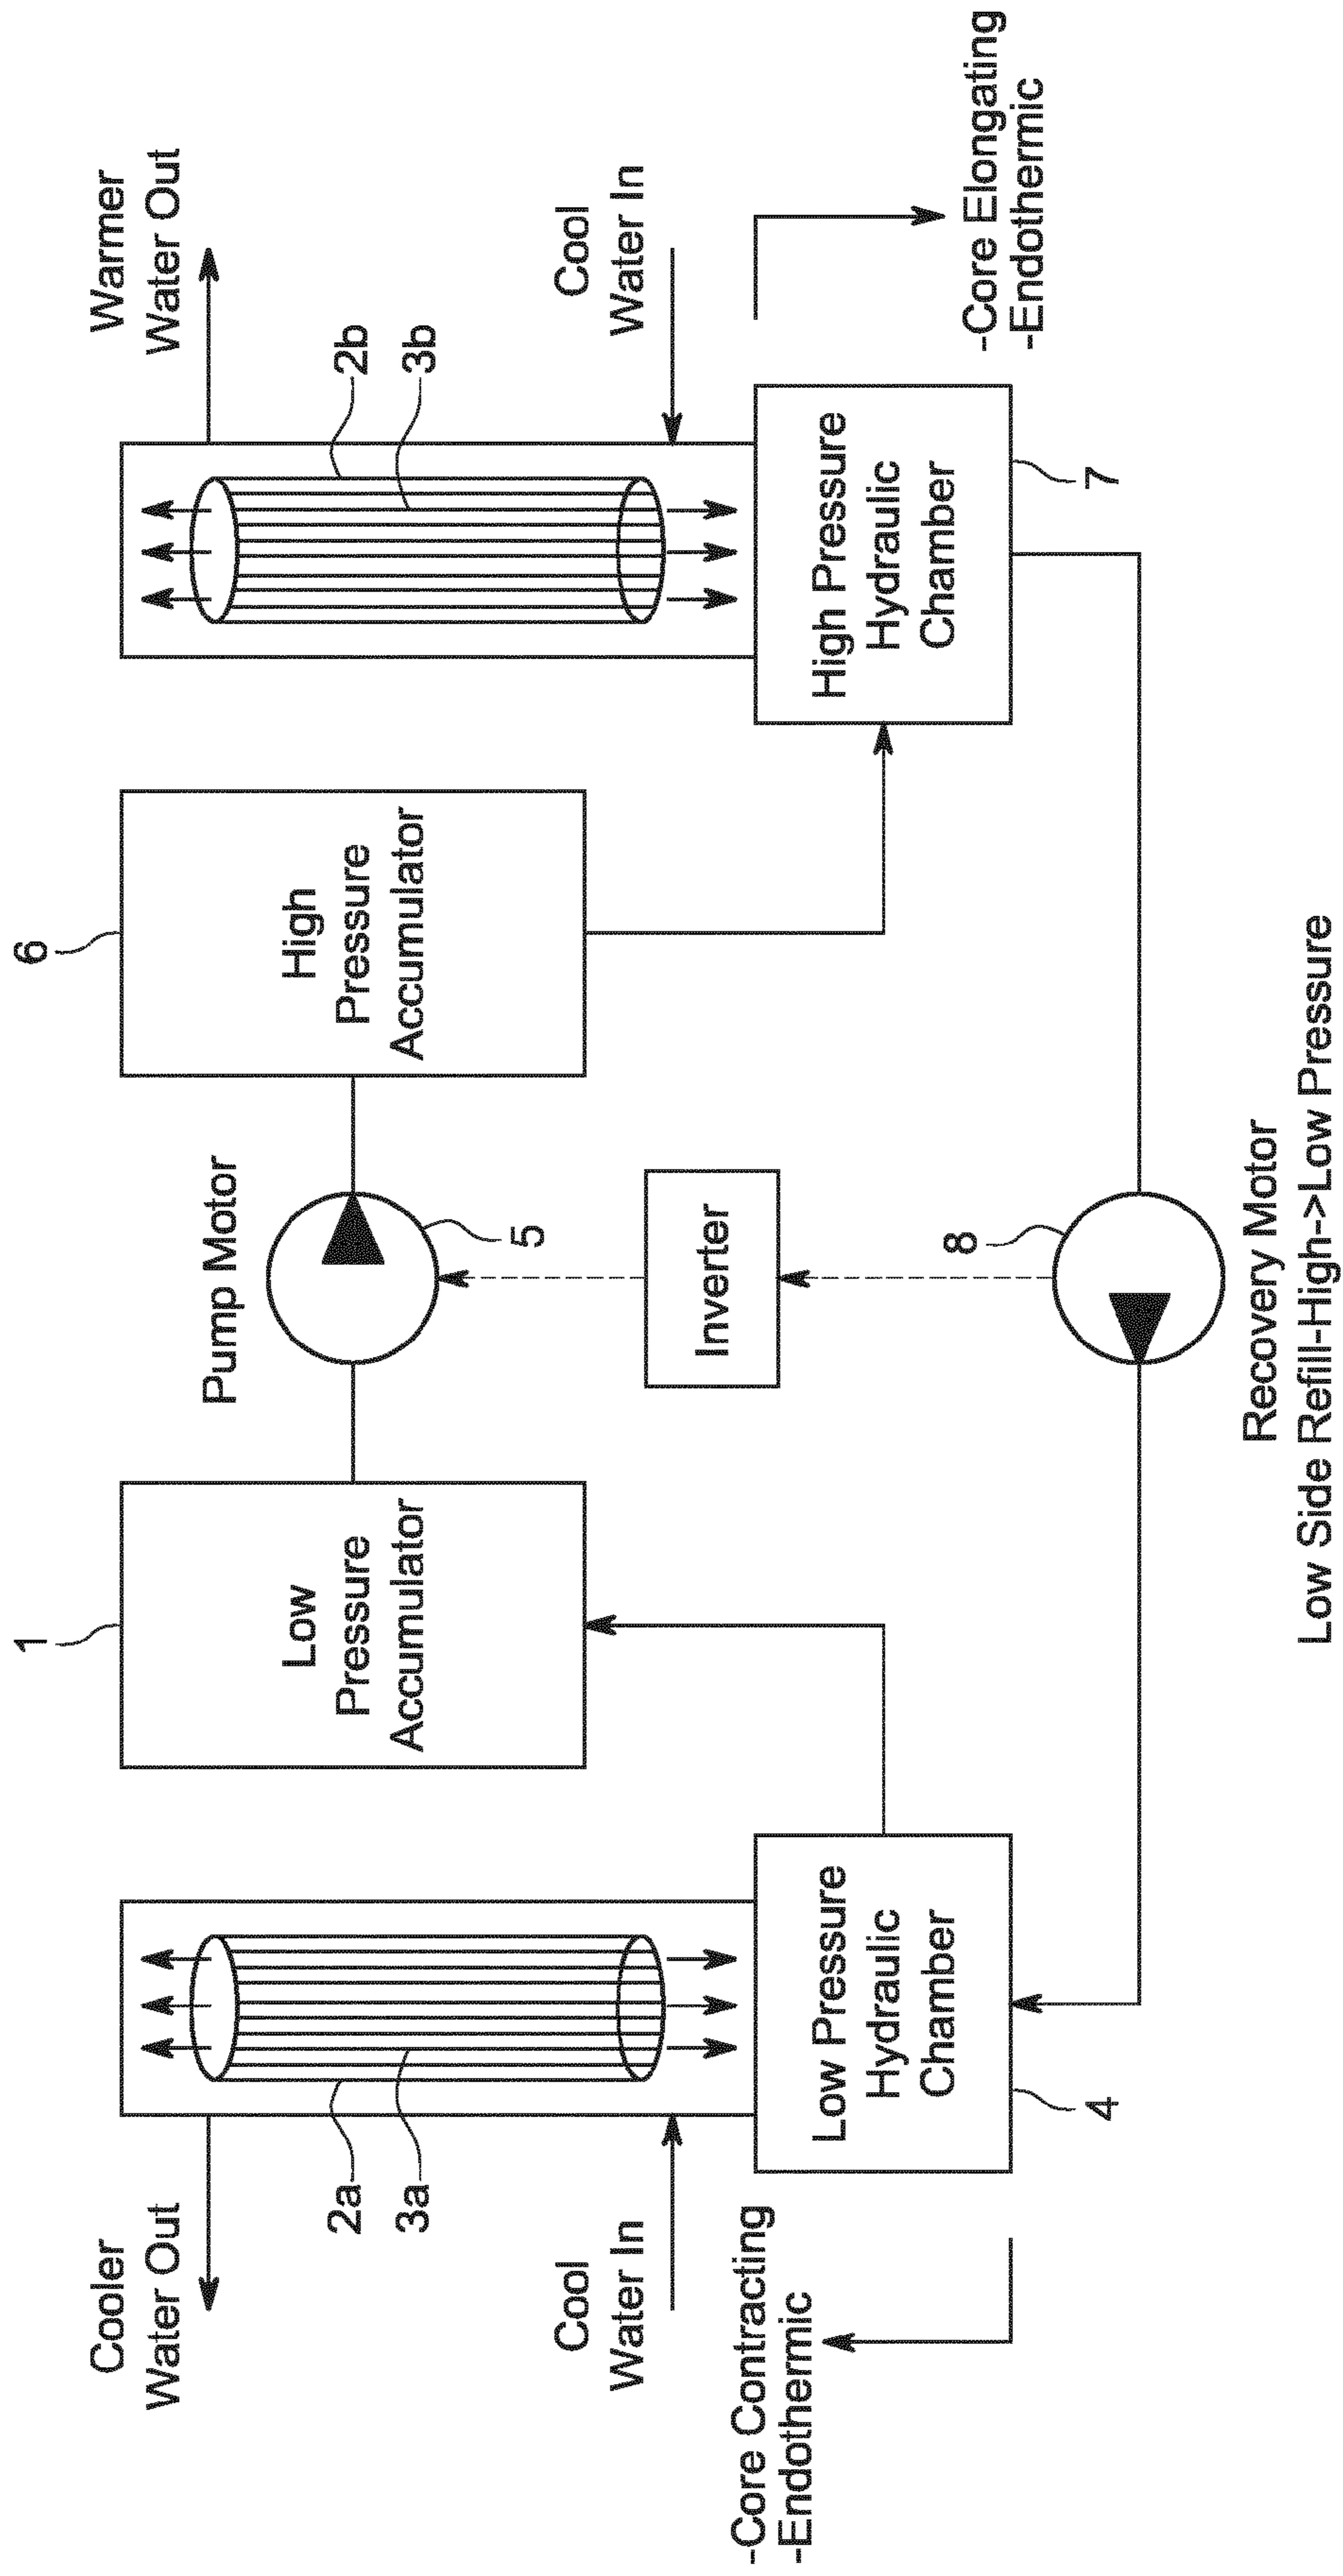 Cooler
Water Out
2a
3a
Cool
Water In
-Core Contracting
-Endothermic
Low Pressure
Hydraulic
Chamber
4
1
Low
Pressure
Accumulator
Pump Motor
5
Inverter
8
Recovery Motor
Low Side Refill-High->Low Pressure
6
High
Pressure
Accumulator
Warmer
Water Out
2b
3b
Cool
Water In
High Pressure
Hydraulic
Chamber
7
-Core Elongating
-Endothermic